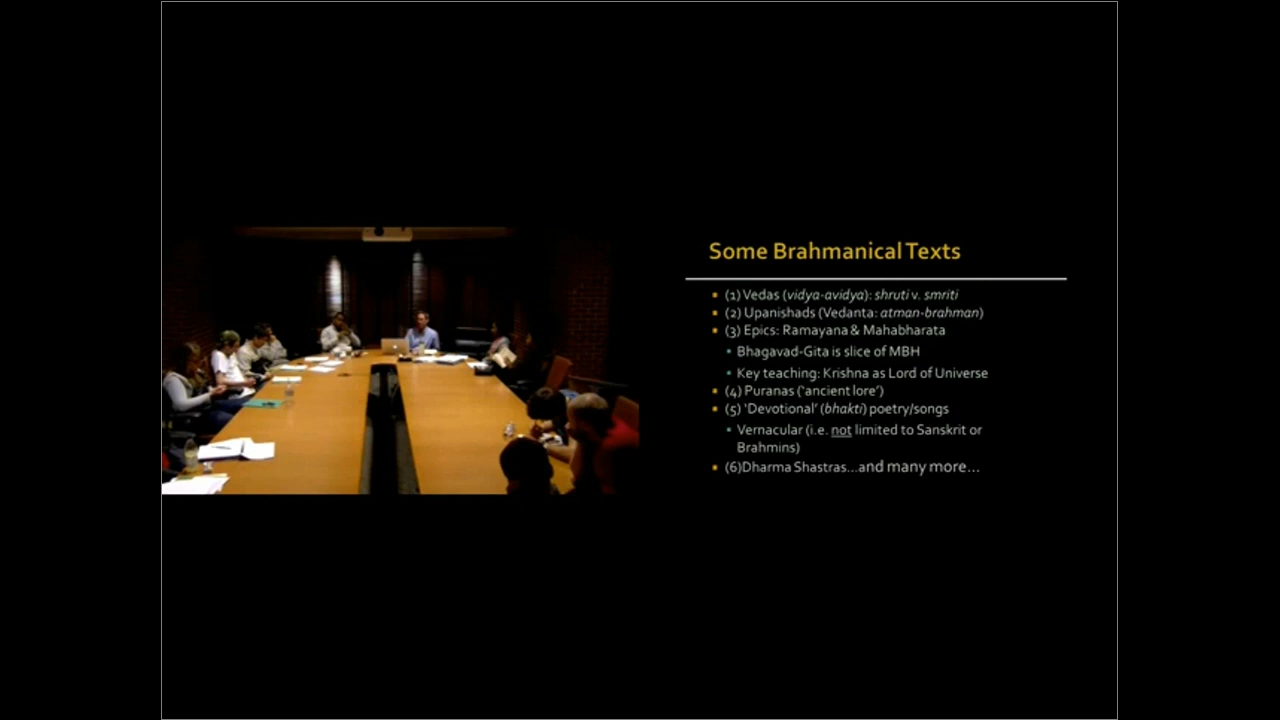 Some Brahmanical Texts
(1) Vedas (vidya-avidya): shruti v. smriti
(2) Upanishads (Vedanta: atman-brahman)
(3) Epics: Ramayana & Mahabharata
Bhagavad-Gita is slice of MBH
Key teaching: Krishna as Lord of Universe
(4) Puranas ('ancient lore')
(5) 'Devotional' (bhakti) poetry/songs
Vernacular (i.e. not limited to Sanskrit or
Brahmins)
(6)Dharma Shastras...and many more...